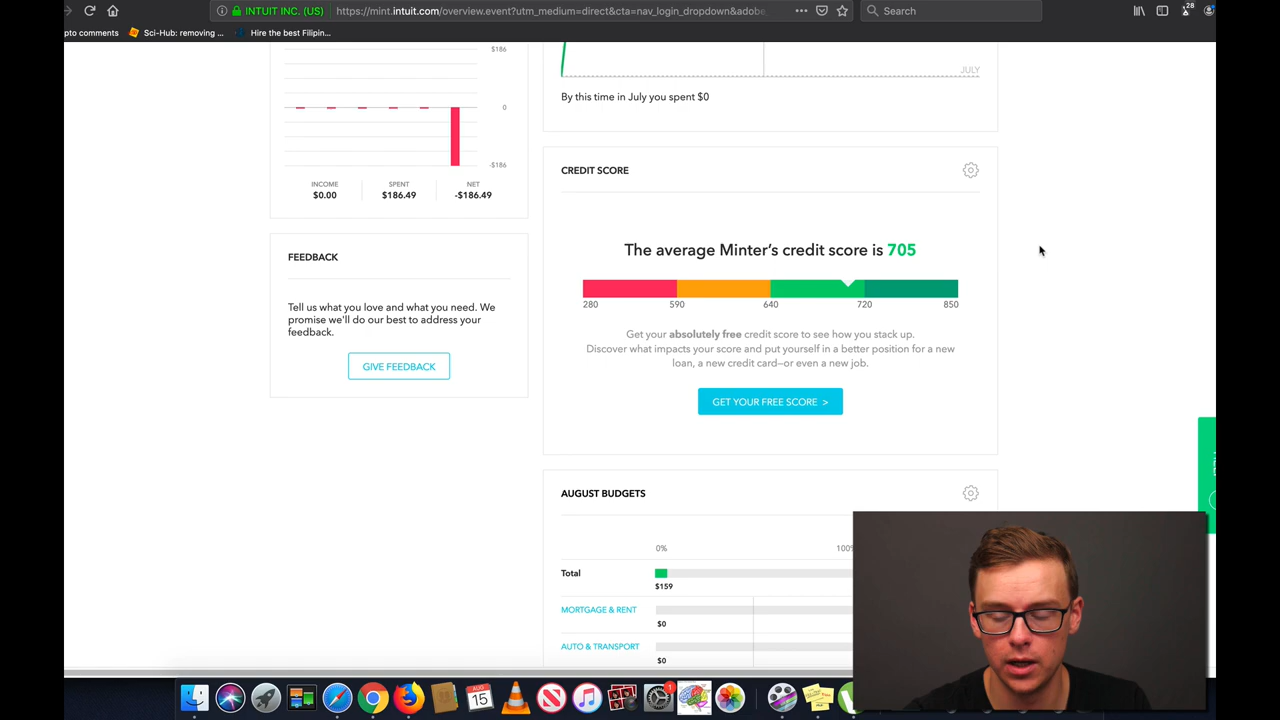 INTUIT INC. (US)
https://mint.intuit.com/overview.event?utm_medium=direct&cta=nav_login_dropdown&adobe_
Search
28
pto comments
Sci-Hub: removing ...
Hire the best Filipin...
$186
0
-$186
INCOME
SPENT
NET
$0.00
$186.49
-$186.49
FEEDBACK
Tell us what you love and what you need. We
promise we'll do our best to address your
feedback.
GIVE FEEDBACK
JULY
By this time in July you spent $0
CREDIT SCORE
The average Minter's credit score is 705
280
590
640
720
850
Get your absolutely free credit score to see how you stack up.
Discover what impacts your score and put yourself in a better position for a new
loan, a new credit card—or even a new job.
GET YOUR FREE SCORE >
AUGUST BUDGETS
0%
100%
Total
$159
MORTGAGE & RENT
$0
AUTO & TRANSPORT
$0
AUG
15
1